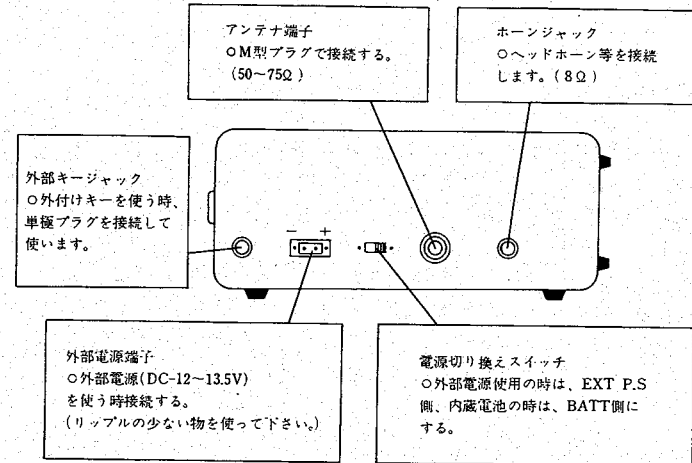 アンテナ端子
○M型プラグで接続する。
(50~75Ω)
ホーンジャック
○ヘッドホーン等を接続
します。(8Ω)
外部キージャック
○外付けキーを使う時、
単極プラグを接続して
使います。
− +
外部電源端子
○外部電源(DC-12~13.5V)
を使う時接続する。
(リップルの少ない物を使って下さい。)
電源切り換えスイッチ
○外部電源使用の時は、EXT P.S
側、内蔵電池の時は、BATT側に
する。